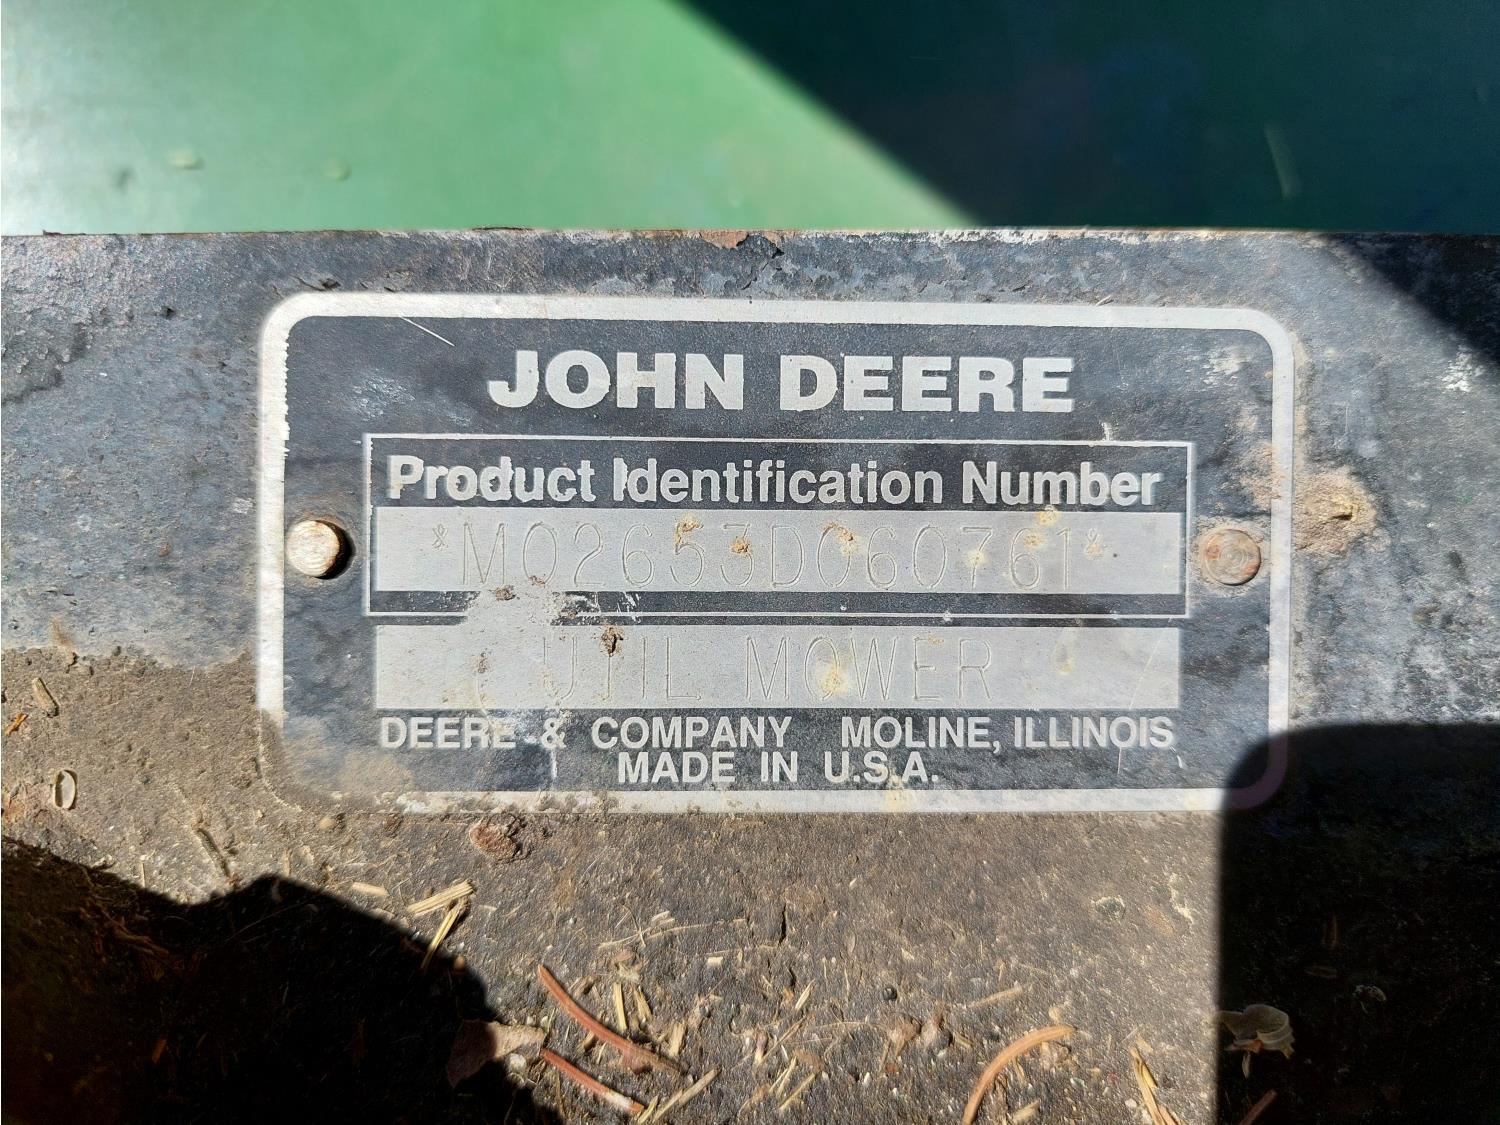 JOHN DEERE
Product Identification Number
*M02653D060761*
UTIL MOWER
DEERE & COMPANY MOLINE, ILLINOIS
MADE IN U.S.A.